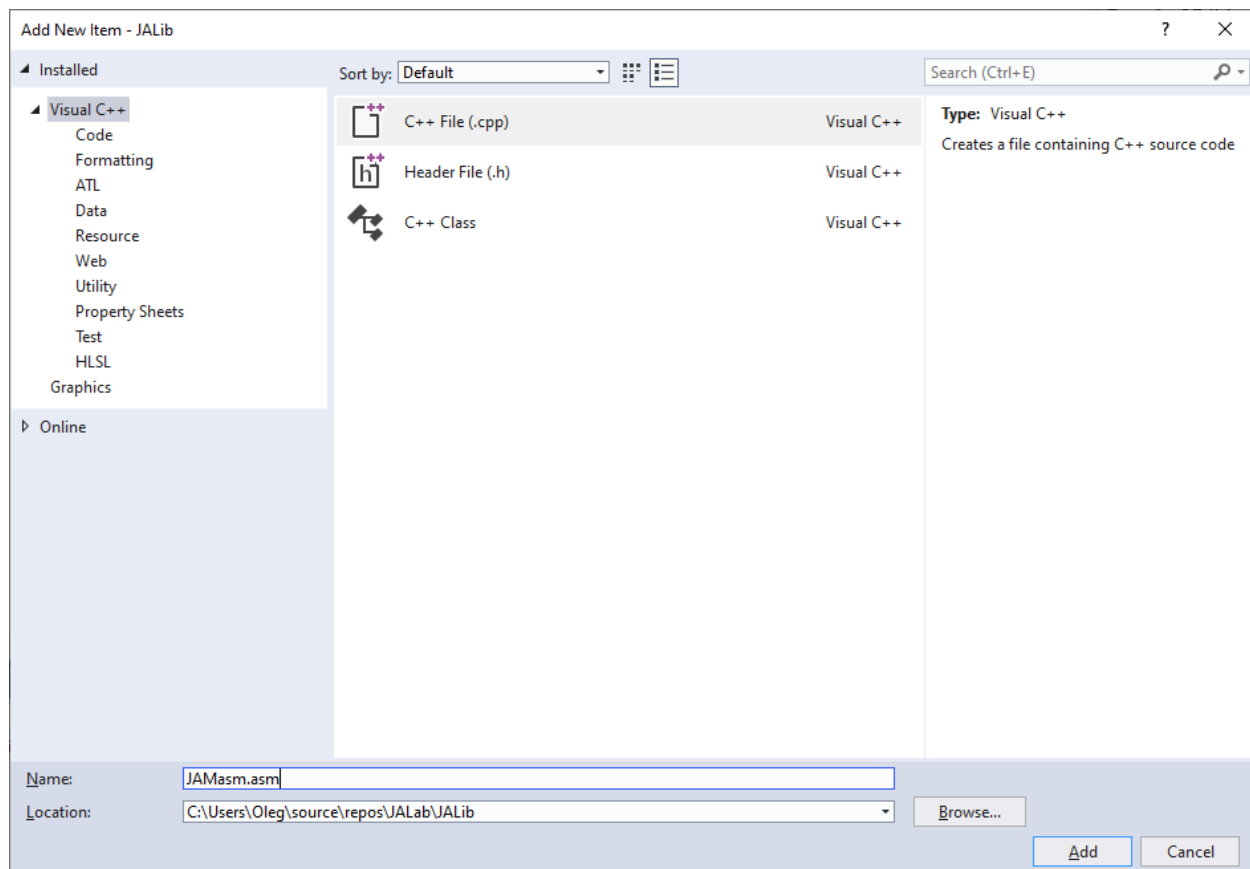 Add New Item - JALib
?
Installed
Sort by: Default
Search (Ctrl+E)
Visual C++
Code
Formatting
ATL
Data
Resource
Web
Utility
Property Sheets
Test
HLSL
Graphics
Online
C++ File (.cpp) Visual C++
Header File (.h) Visual C++
C++ Class Visual C++
Type: Visual C++
Creates a file containing C++ source code
Name: JAMasm.asm
Location: C:\Users\Oleg\source\repos\JALab\JALib
Browse...
Add Cancel